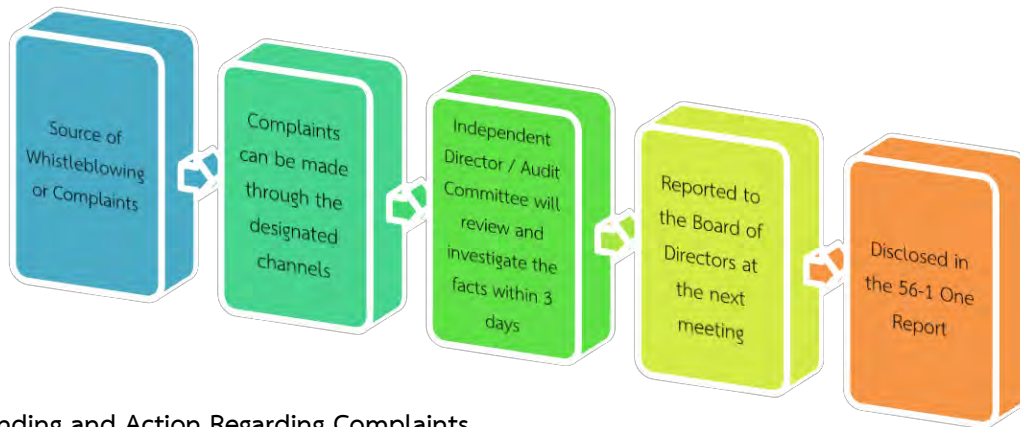 Source of
Whistleblowing
or Complaints
Complaints
can be made
through the
designated
channels
Independent
Director / Audit
Committee will
review and
investigate the
facts within 3
days
Reported to
the Board of
Directors at
the next
meeting
Disclosed in
the 56-1 One
Report
and Action Regarding Complaints